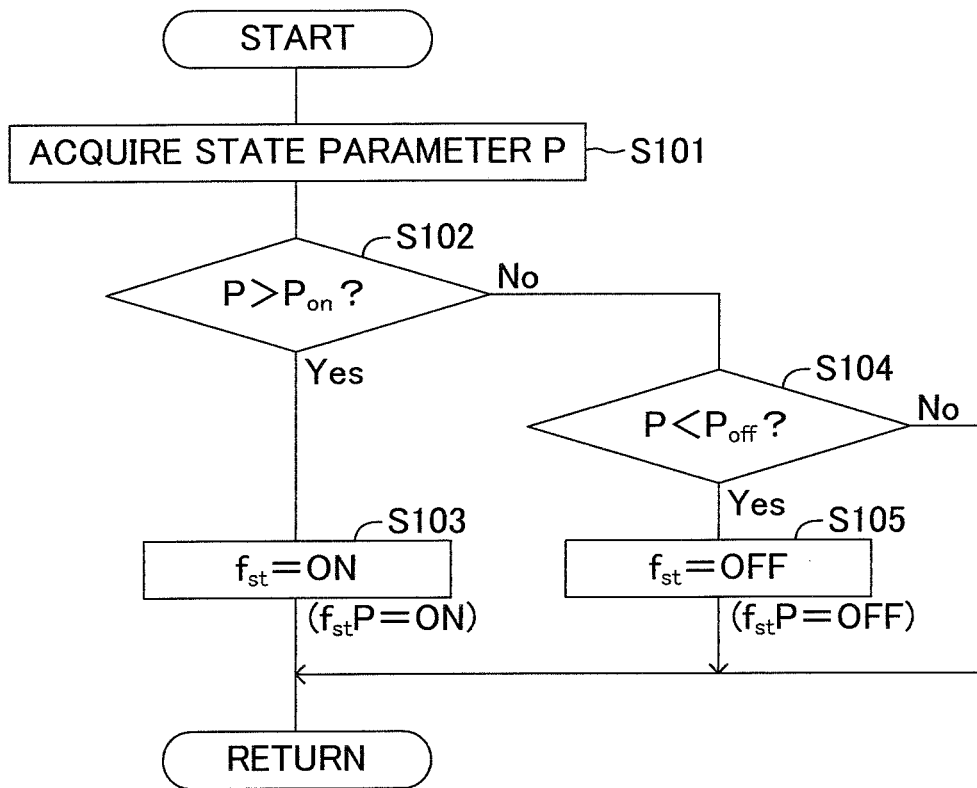 START
ACQUIRE STATE PARAMETER P
S101
S102
P>Pon?
No
Yes
S104
P<Poff?
No
Yes
S103
fst=ON
(fstP=ON)
S105
fst=OFF
(fstP=OFF)
RETURN